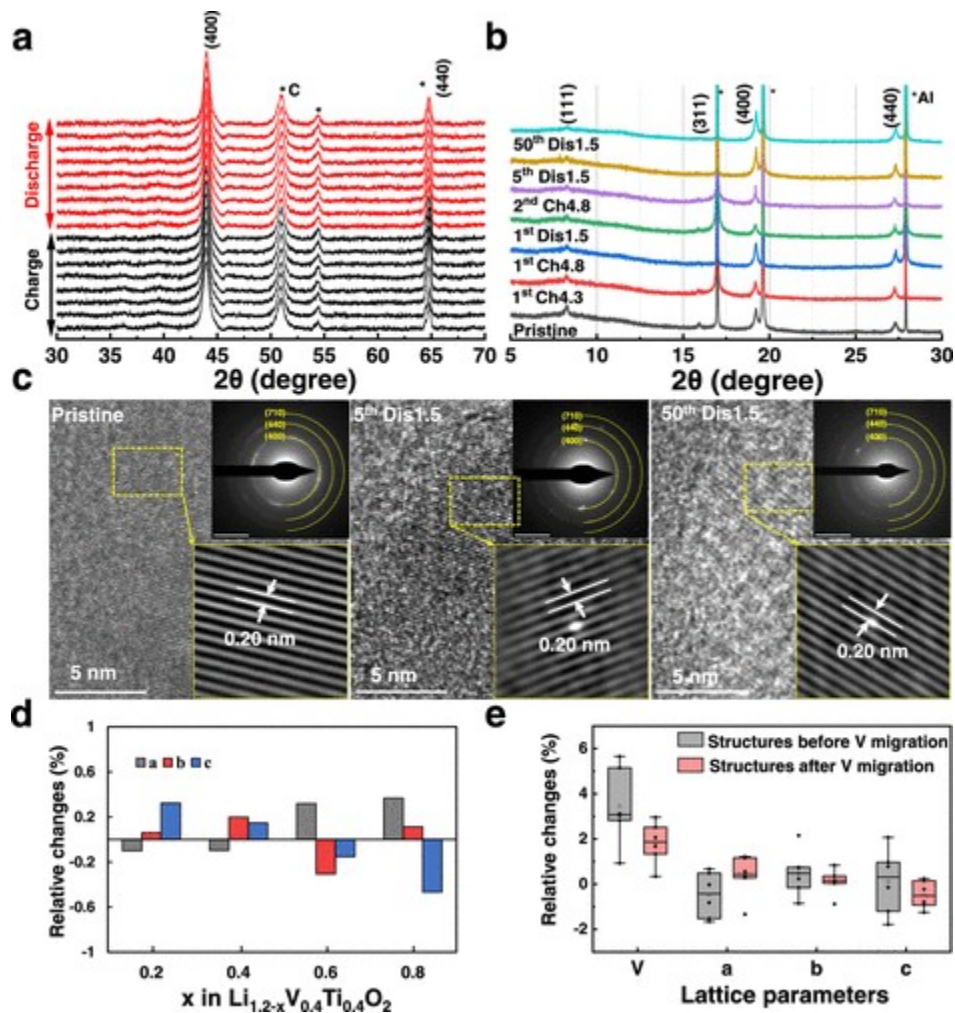 a
(400)
* C
*
*
(440)
Discharge
Charge
30 35 40 45 50 55 60 65 70
2θ (degree)
b
(111)
(311)
*
(400)
*
(440)
*Al
50th Dis1.5
5th Dis1.5
2nd Ch4.8
1st Dis1.5
1st Ch4.8
1st Ch4.3
Pristine
5 10 15 20 25 30
2θ (degree)
c
Pristine
(710)
(440)
(400)
0.20 nm
5 nm
5th Dis1.5
(710)
(440)
(400)
0.20 nm
5 nm
50th Dis1.5
(710)
(440)
(400)
0.20 nm
5 nm
d
Relative changes (%)
1
0.6
0.2
-0.2
-0.6
-1
a b c
0.2 0.4 0.6 0.8
x in Li1.2-xV0.4Ti0.4O2
e
Relative changes (%)
6
4
2
0
-2
Structures before V migration
Structures after V migration
V a b c
Lattice parameters